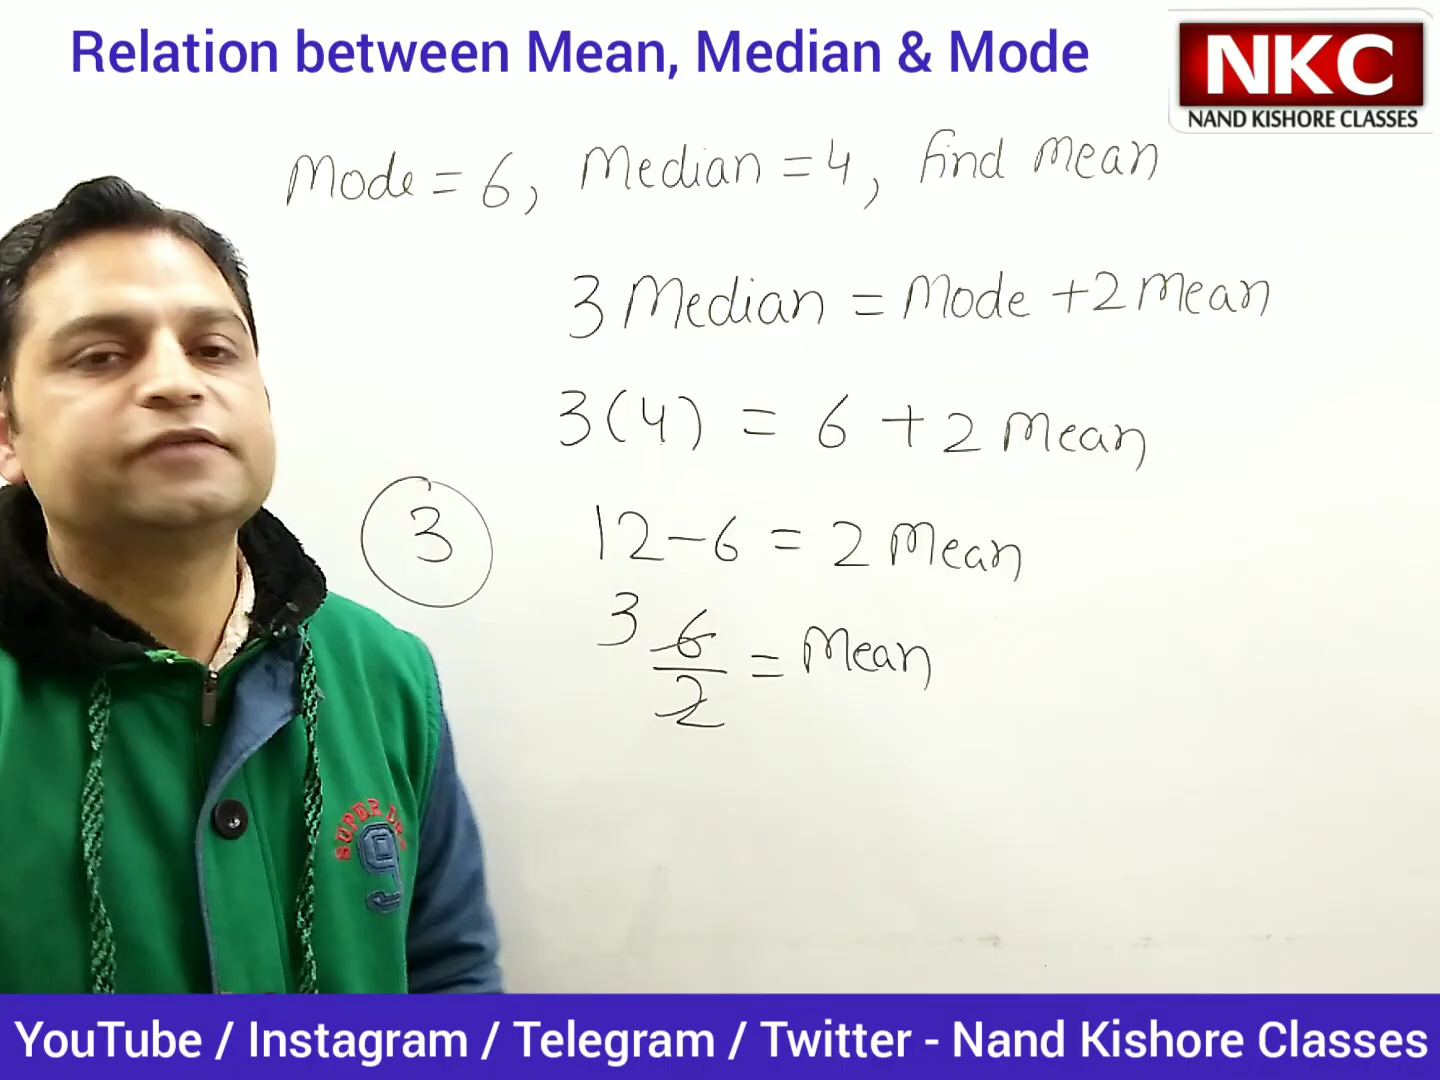 Relation between Mean, Median & Mode
NKC
NAND KISHORE CLASSES
Mode = 6, Median = 4, find Mean
3 Median = Mode + 2 Mean
3(4) = 6 + 2 Mean
3
12 - 6 = 2 Mean
3 6/2 = Mean
SUPER
9
YouTube / Instagram / Telegram / Twitter - Nand Kishore Classes